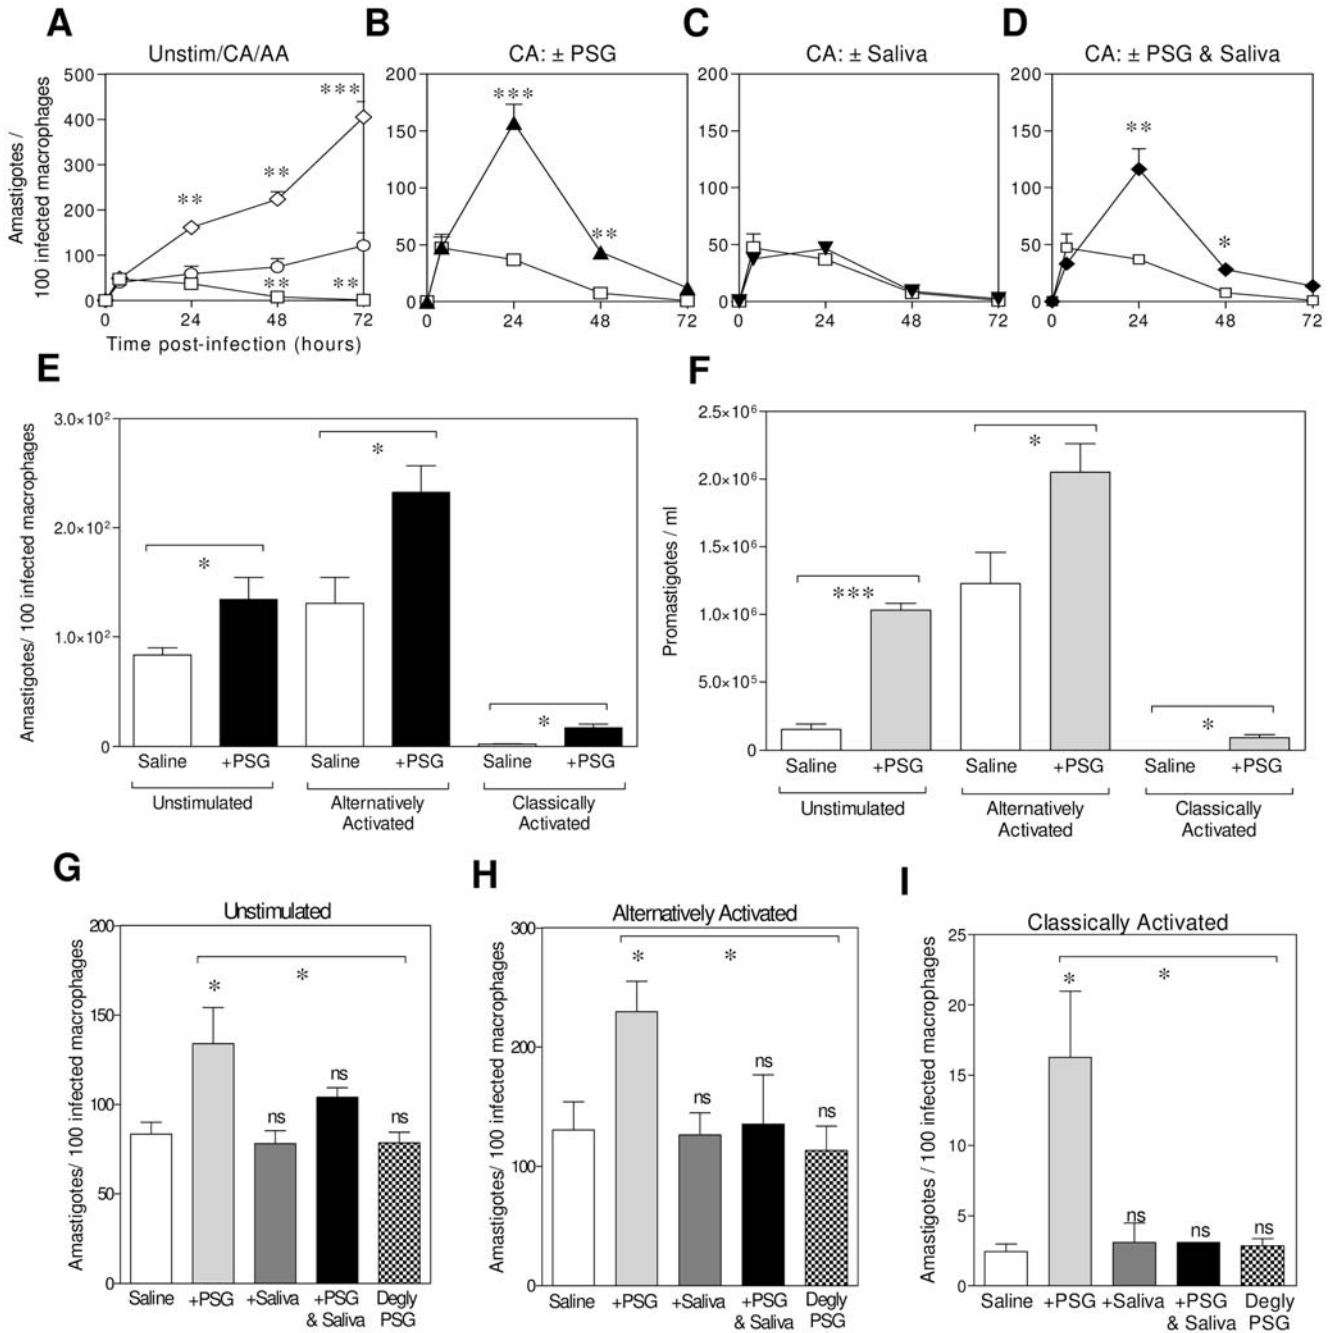 A
B
C
D
Unstim/CA/AA
CA: ± PSG
CA: ± Saliva
CA: ± PSG & Saliva
Amastigotes /
100 infected macrophages
500
400
300
200
100
0
200
150
100
50
0
200
150
100
50
0
200
150
100
50
0
***
**
**
**
**
***
**
**
*
0 24 48 72
0 24 48 72
0 24 48 72
0 24 48 72
Time post-infection (hours)
E
Amastigotes/ 100 infected macrophages
3.0×10²
2.0×10²
1.0×10²
0
*
*
*
Saline +PSG Saline +PSG Saline +PSG
Unstimulated
Alternatively
Activated
Classically
Activated
F
Promastigotes / ml
2.5×10⁶
2.0×10⁶
1.5×10⁶
1.0×10⁶
5.0×10⁵
0
***
*
*
Saline +PSG Saline +PSG Saline +PSG
Unstimulated
Alternatively
Activated
Classically
Activated
G
Unstimulated
Amastigotes/ 100 infected macrophages
200
150
100
50
0
*
*
ns
ns
ns
Saline +PSG +Saliva +PSG
& Saliva
Degly
PSG
H
Alternatively Activated
Amastigotes/ 100 infected macrophages
300
200
100
0
*
*
ns
ns
ns
Saline +PSG +Saliva +PSG
& Saliva
Degly
PSG
I
Classically Activated
Amastigotes / 100 infected macrophages
25
20
15
10
5
0
*
*
ns
ns
ns
Saline +PSG +Saliva +PSG
& Saliva
Degly
PSG